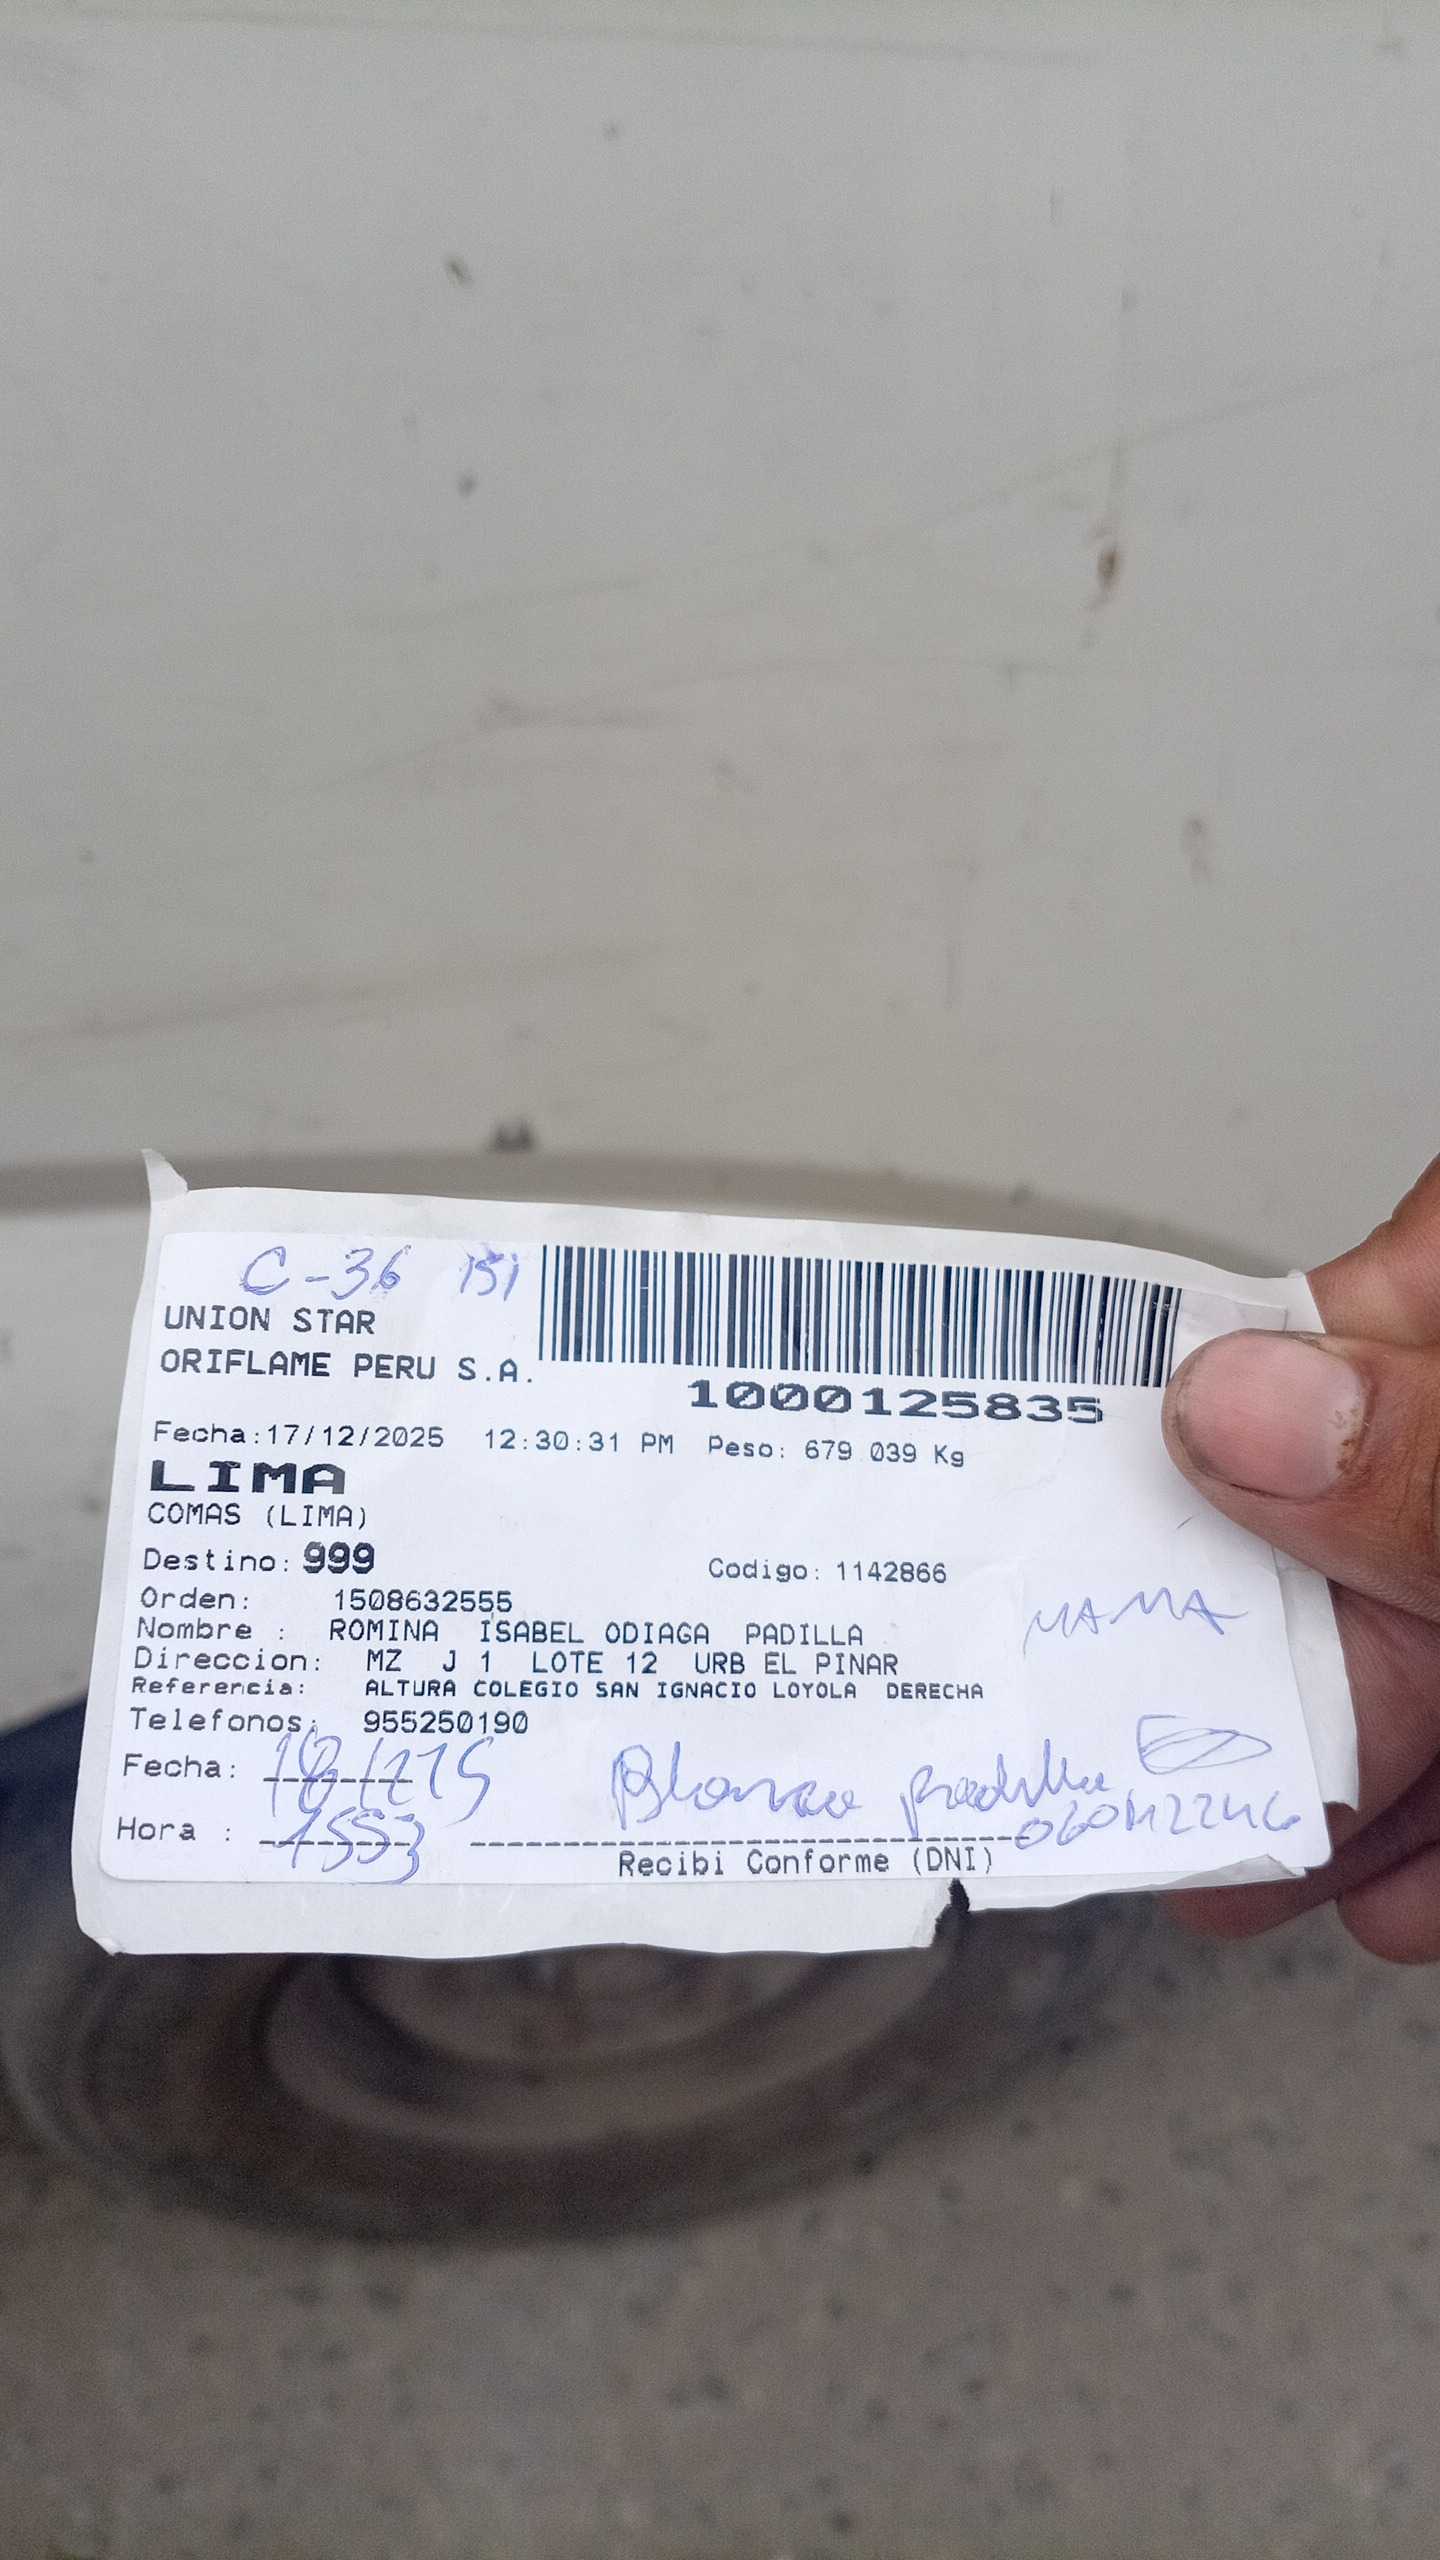 C-36 151
UNION STAR
ORIFLAME PERU S.A.
1000125835
Fecha:17/12/2025 12:30:31 PM Peso: 679 039 Kg
LIMA
COMAS (LIMA)
Destino: 999 Codigo: 1142866
Orden: 1508632555
MAMA
Nombre : ROMINA ISABEL ODIAGA PADILLA
Direccion: MZ J 1 LOTE 12 URB EL PINAR
Referencia: ALTURA COLEGIO SAN IGNACIO LOYOLA DERECHA
Telefonos: 955250190
Fecha: padilla
Hora : 1553
Recibi Conforme (DNI)